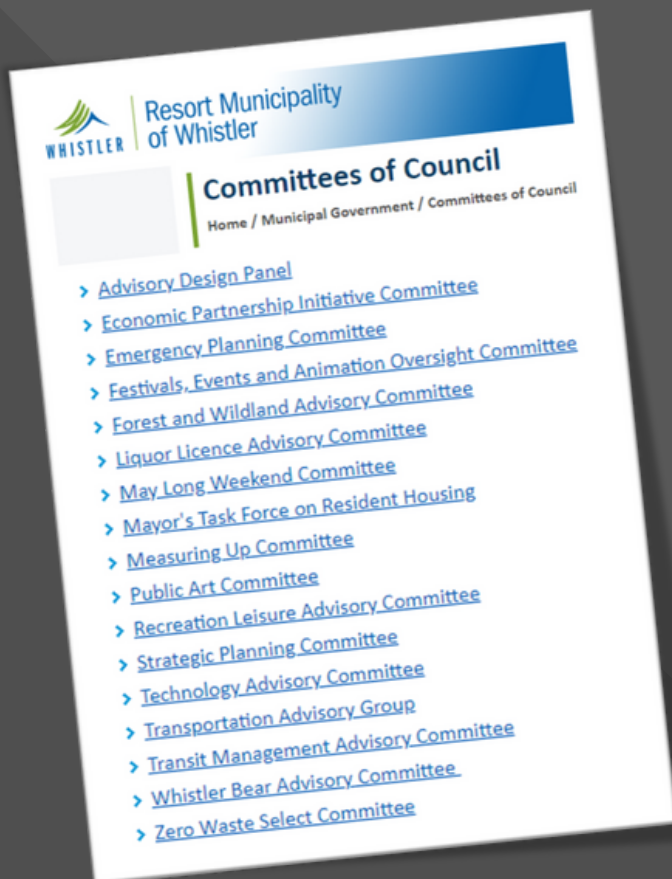 WHISTLER
Resort Municipality
of Whistler
Committees of Council
Home / Municipal Government / Committees of Council
Advisory Design Panel
Economic Partnership Initiative Committee
Emergency Planning Committee
Festivals, Events and Animation Oversight Committee
Forest and Wildland Advisory Committee
Liquor Licence Advisory Committee
May Long Weekend Committee
Mayor's Task Force on Resident Housing
Measuring Up Committee
Public Art Committee
Recreation Leisure Advisory Committee
Strategic Planning Committee
Technology Advisory Committee
Transportation Advisory Group
Transit Management Advisory Committee
Whistler Bear Advisory Committee
Zero Waste Select Committee